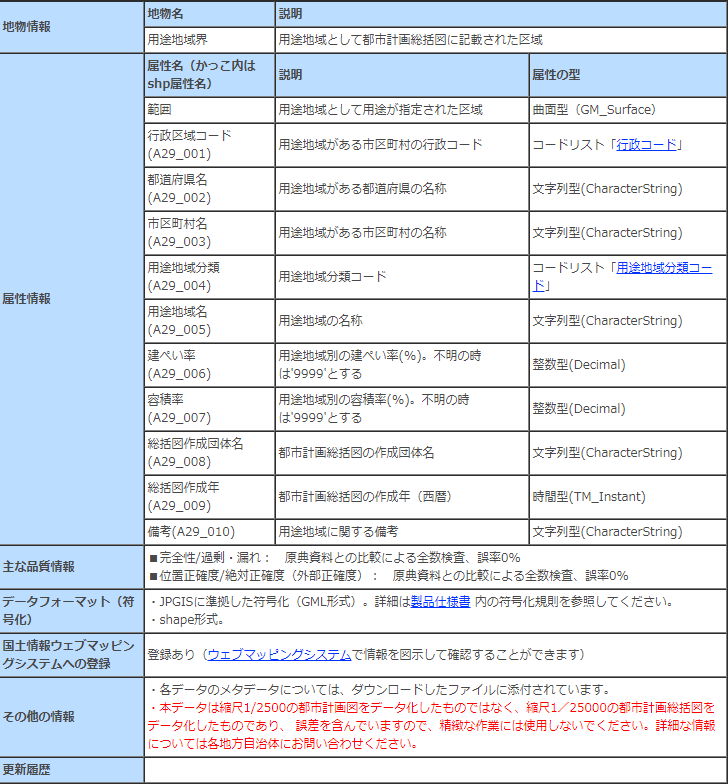 地物情報
地物名
説明
用途地域界
用途地域として都市計画総括図に記載された区域
属性情報
属性名（かっこ内は
shp属性名）
説明
属性の型
範囲
用途地域として用途が指定された区域
曲面型（GM_Surface）
行政区域コード
(A29_001)
用途地域がある市区町村の行政コード
コードリスト「行政コード」
都道府県名
(A29_002)
用途地域がある都道府県の名称
文字列型(CharacterString)
市区町村名
(A29_003)
用途地域がある市区町村の名称
文字列型(CharacterString)
用途地域分類
(A29_004)
用途地域分類コード
コードリスト「用途地域分類コー
ド」
用途地域名
(A29_005)
用途地域の名称
文字列型(CharacterString)
建ぺい率
(A29_006)
用途地域別の建ぺい率(%)。不明の時
は'9999'とする
整数型(Decimal)
容積率
(A29_007)
用途地域別の容積率(%)。不明の時
は'9999'とする
整数型(Decimal)
総括図作成団体名
(A29_008)
都市計画総括図の作成団体名
文字列型(CharacterString)
総括図作成年
(A29_009)
都市計画総括図の作成年（西暦）
時間型(TM_Instant)
備考(A29_010)
用途地域に関する備考
文字列型(CharacterString)
主な品質情報
■完全性/過剰・漏れ：　原典資料との比較による全数検査、誤率0%
■位置正確度/絶対正確度（外部正確度）：　原典資料との比較による全数検査、誤率0%
データフォーマット（符
号化）
・JPGISに準拠した符号化（GML形式）。詳細は製品仕様書 内の符号化規則を参照してください。
・shape形式。
国土情報ウェブマッピン
グシステムへの登録
登録あり（ウェブマッピングシステムで情報を図示して確認することができます）
その他の情報
・各データのメタデータについては、ダウンロードしたファイルに添付されています。
・本データは縮尺1/2500の都市計画図をデータ化したものではなく、縮尺1／25000の都市計画総括図を
データ化したものであり、 誤差を含んでいますので、精緻な作業には使用しないでください。詳細な情報
については各地方自治体にお問い合わせください。
更新履歴